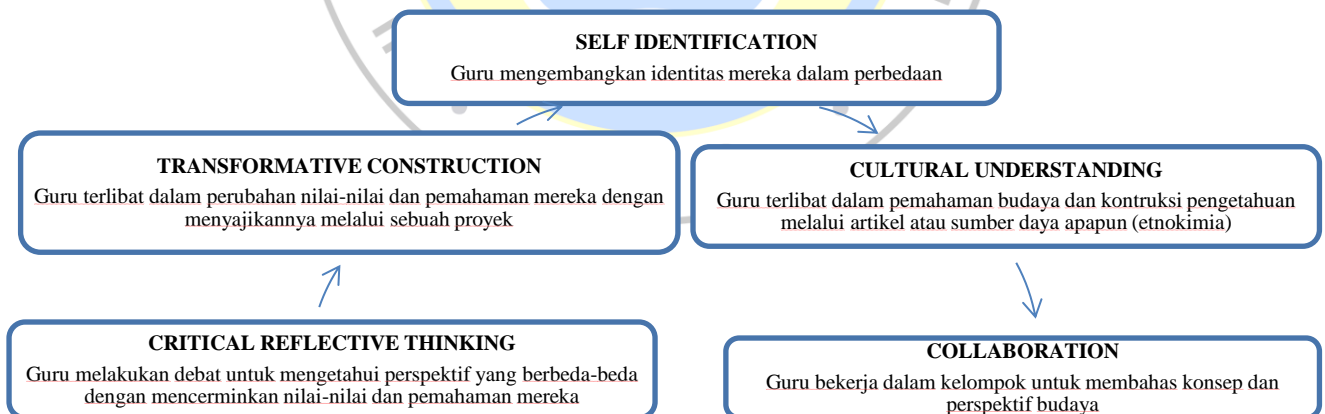 SELF IDENTIFICATION
Guru mengembangkan identitas mereka dalam perbedaan
TRANSFORMATIVE CONSTRUCTION
Guru terlibat dalam perubahan nilai-nilai dan pemahaman mereka dengan
menyajikannya melalui sebuah proyek
CULTURAL UNDERSTANDING
Guru terlibat dalam pemahaman budaya dan kontruksi pengetahuan
melalui artikel atau sumber daya apapun (etnokimia)
CRITICAL REFLECTIVE THINKING
Guru melakukan debat untuk mengetahui perspektif yang berbeda-beda
dengan mencerminkan nilai-nilai dan pemahaman mereka
COLLABORATION
Guru bekerja dalam kelompok untuk membahas konsep dan
perspektif budaya